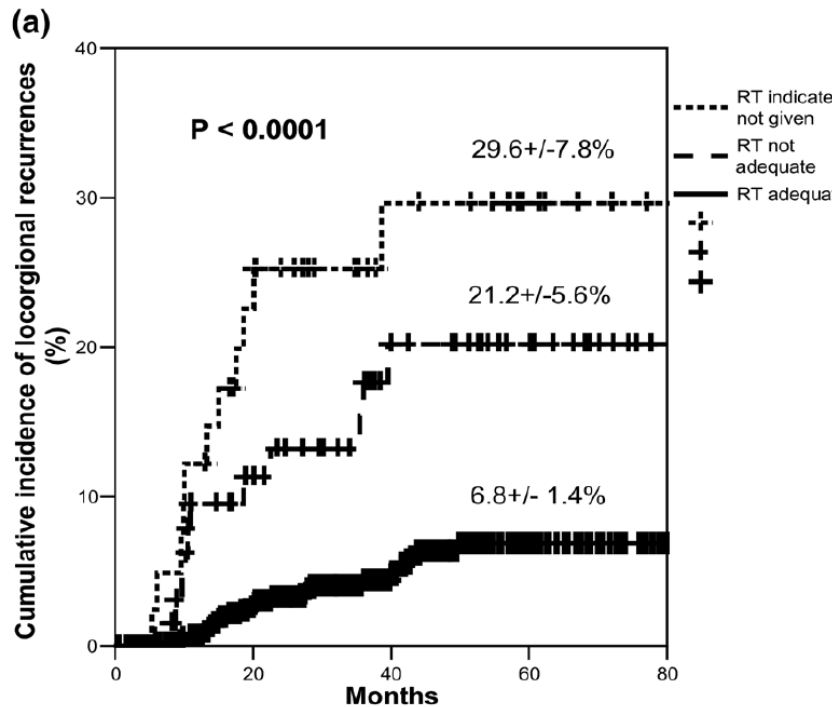 (a)
Cumulative incidence of locorgional recurrences
(%)
40
30
20
10
0
P < 0.0001
29.6+/-7.8%
21.2+/-5.6%
6.8+/- 1.4%
0 20 40 60 80
Months
RT indicate
not given
RT not
adequate
RT adequa